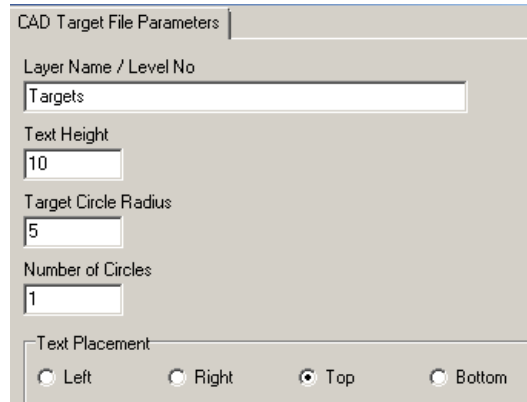 CAD Target File Parameters
Layer Name / Level No
Targets
Text Height
10
Target Circle Radius
5
Number of Circles
1
Text Placement
Left Right Top Bottom